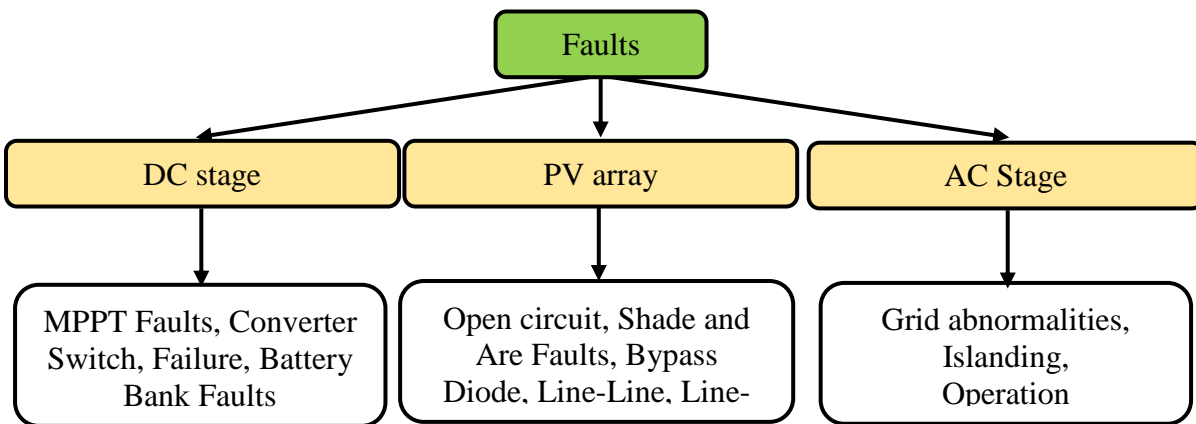 Faults
DC stage
PV array
AC Stage
MPPT Faults, Converter
Switch, Failure, Battery
Bank Faults
Open circuit, Shade and
Are Faults, Bypass
Diode, Line-Line, Line-
Grid abnormalities,
Islanding,
Operation